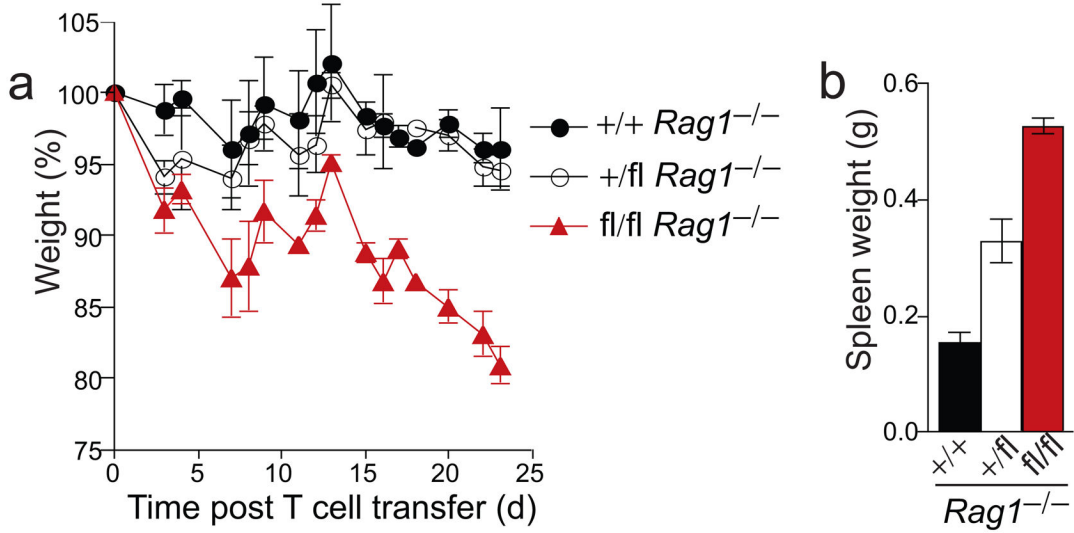 a
Weight (%)
105
100
95
90
85
80
75
0 5 10 15 20 25
Time post T cell transfer (d)
+/+ Rag1–/–
+/fl Rag1–/–
fl/fl Rag1–/–
b
Spleen weight (g)
0.6
0.4
0.2
0.0
+/+ +/fl fl/fl
Rag1–/–